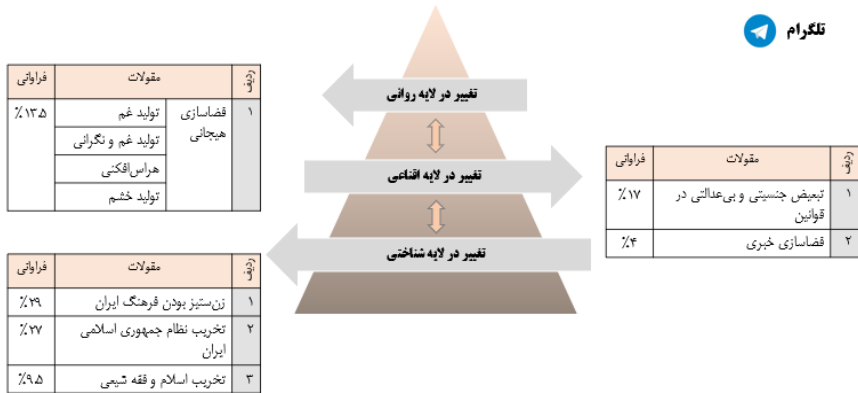 تلگرام
تغییر در لایه روانی
ردیف مقولات فراوانی
۱ فضاسازی هیجانی تولید غم ٪۱۳.۵
تولید غم و نگرانی
هراس‌افکنی
تولید خشم
تغییر در لایه اقناعی
ردیف مقولات فراوانی
۱ تبعیض جنسیتی و بی‌عدالتی در ٪۱۷
قوانین
۲ فضاسازی خبری ٪۴
تغییر در لایه شناختی
ردیف مقولات فراوانی
۱ زن‌ستیز بودن فرهنگ ایران ٪۲۹
۲ تخریب نظام جمهوری اسلامی ٪۲۷
ایران
۳ تخریب اسلام و فقه شیعی ٪۹.۵